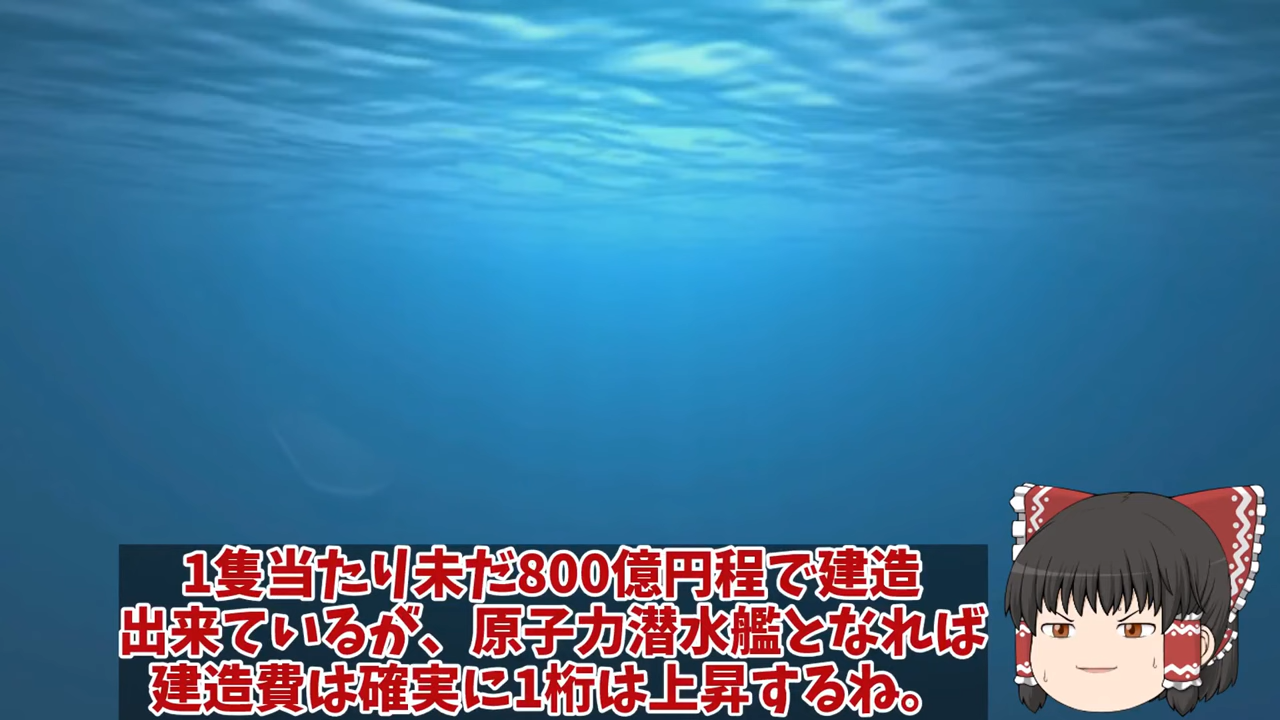 1隻当たり未だ800億円程で建造
出来ているが、原子力潜水艦となれば
建造費は確実に1桁は上昇するね。